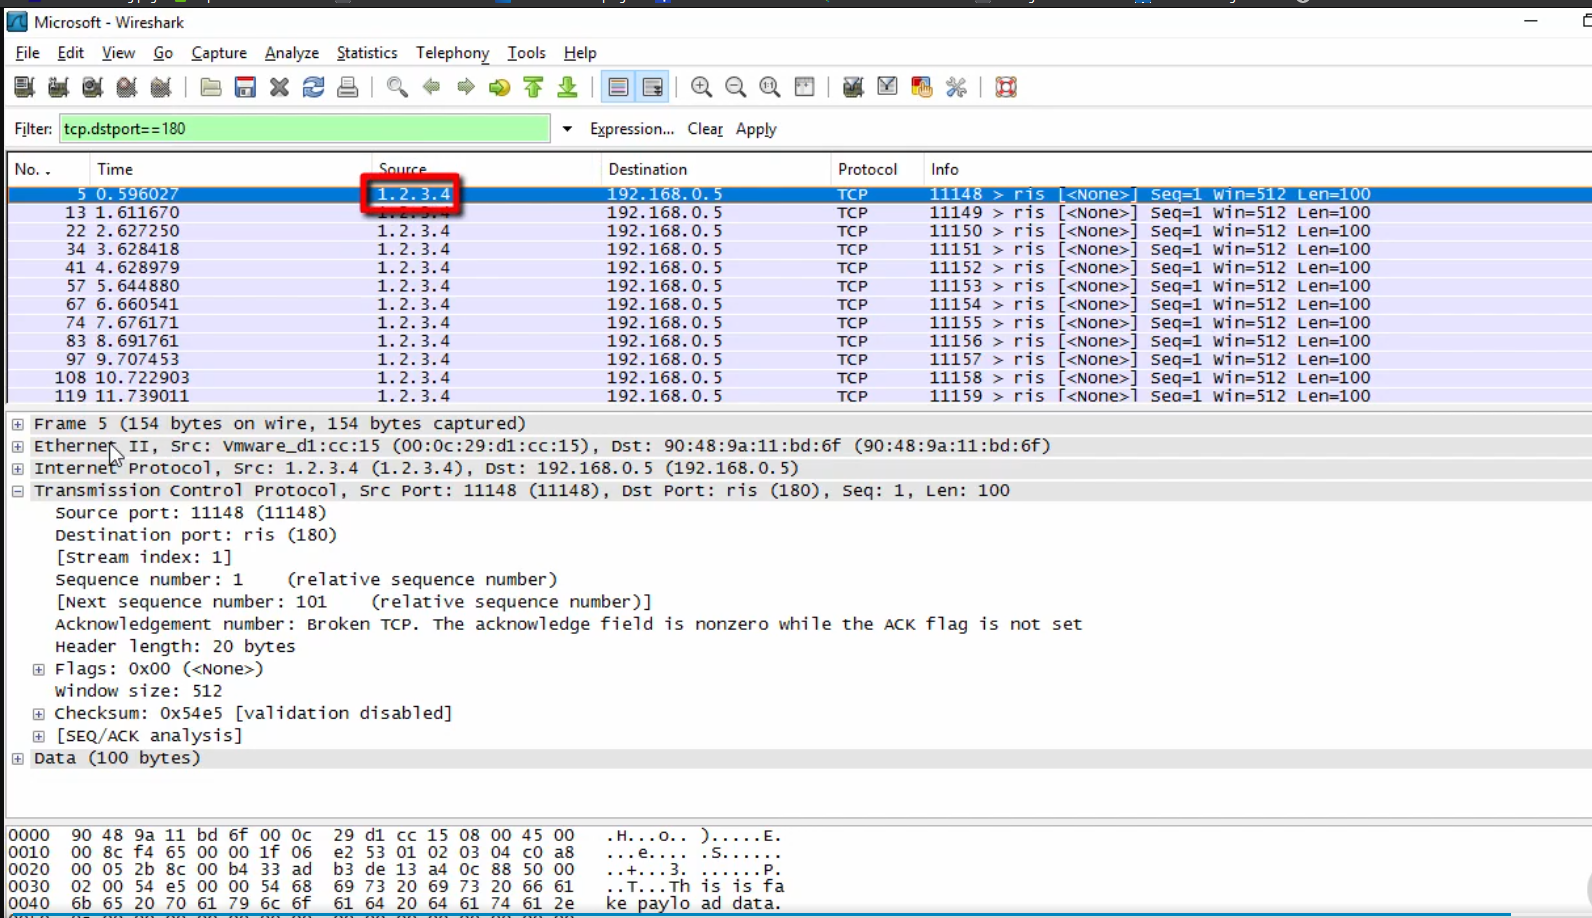 Microsoft - Wireshark
File Edit View Go Capture Analyze Statistics Telephony Tools Help
Filter: tcp.dstport==180 Expression... Clear Apply
No. . Time Source Destination Protocol Info
5 0.596027 1.2.3.4 192.168.0.5 TCP 11148 > ris [<None>] Seq=1 Win=512 Len=100
13 1.611670 1.2.3.4 192.168.0.5 TCP 11149 > ris [<None>] Seq=1 Win=512 Len=100
22 2.627250 1.2.3.4 192.168.0.5 TCP 11150 > ris [<None>] Seq=1 Win=512 Len=100
34 3.628418 1.2.3.4 192.168.0.5 TCP 11151 > ris [<None>] Seq=1 Win=512 Len=100
41 4.628979 1.2.3.4 192.168.0.5 TCP 11152 > ris [<None>] Seq=1 Win=512 Len=100
57 5.644880 1.2.3.4 192.168.0.5 TCP 11153 > ris [<None>] Seq=1 Win=512 Len=100
67 6.660541 1.2.3.4 192.168.0.5 TCP 11154 > ris [<None>] Seq=1 Win=512 Len=100
74 7.676171 1.2.3.4 192.168.0.5 TCP 11155 > ris [<None>] Seq=1 Win=512 Len=100
83 8.691761 1.2.3.4 192.168.0.5 TCP 11156 > ris [<None>] Seq=1 Win=512 Len=100
97 9.707453 1.2.3.4 192.168.0.5 TCP 11157 > ris [<None>] Seq=1 Win=512 Len=100
108 10.722903 1.2.3.4 192.168.0.5 TCP 11158 > ris [<None>] Seq=1 Win=512 Len=100
119 11.739011 1.2.3.4 192.168.0.5 TCP 11159 > ris [<None>] Seq=1 Win=512 Len=100
Frame 5 (154 bytes on wire, 154 bytes captured)
Ethernet II, Src: Vmware_d1:cc:15 (00:0c:29:d1:cc:15), Dst: 90:48:9a:11:bd:6f (90:48:9a:11:bd:6f)
Internet Protocol, Src: 1.2.3.4 (1.2.3.4), Dst: 192.168.0.5 (192.168.0.5)
Transmission Control Protocol, Src Port: 11148 (11148), Dst Port: ris (180), Seq: 1, Len: 100
Source port: 11148 (11148)
Destination port: ris (180)
[Stream index: 1]
Sequence number: 1 (relative sequence number)
[Next sequence number: 101 (relative sequence number)]
Acknowledgement number: Broken TCP. The acknowledge field is nonzero while the ACK flag is not set
Header length: 20 bytes
Flags: 0x00 (<None>)
Window size: 512
Checksum: 0x54e5 [validation disabled]
[SEQ/ACK analysis]
Data (100 bytes)
0000 90 48 9a 11 bd 6f 00 0c 29 d1 cc 15 08 00 45 00 .H...o.. ).....E.
0010 00 8c f4 65 00 00 1f 06 e2 53 01 02 03 04 c0 a8 ...e.... .S......
0020 00 05 2b 8c 00 b4 33 ad b3 de 13 a4 0c 88 50 00 ..+...3. ......P.
0030 02 00 54 e5 00 00 54 68 69 73 20 69 73 20 66 61 ..T...Th is is fa
0040 6b 65 20 70 61 79 6c 6f 61 64 20 64 61 74 61 2e ke paylo ad data.